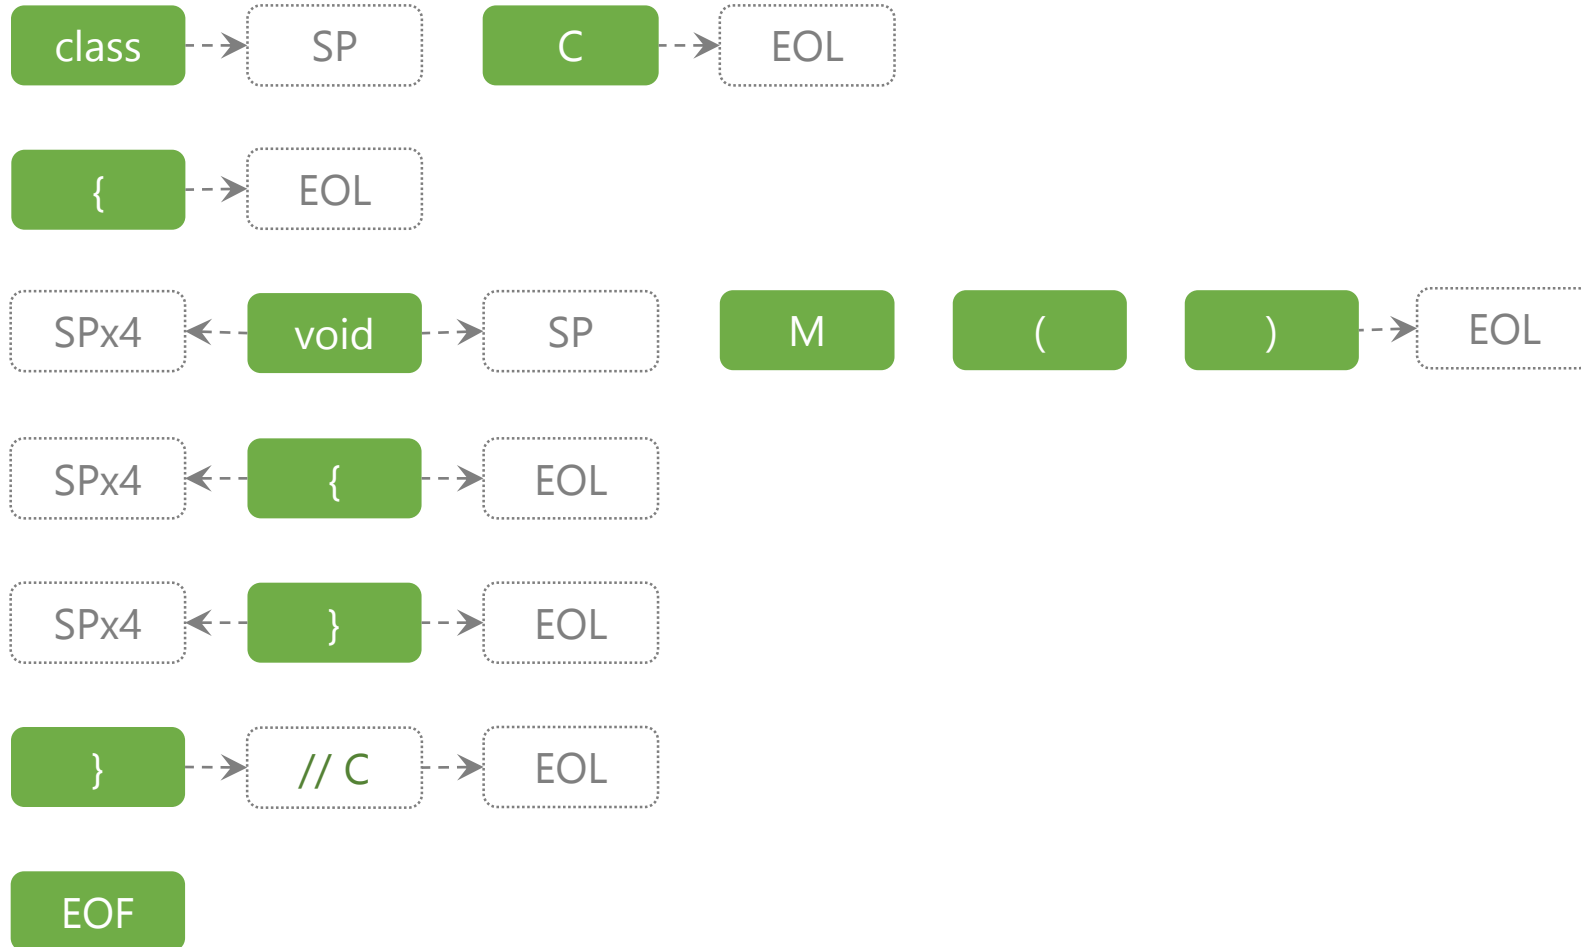 class SP C EOL
{ EOL
SPx4 void SP M ( ) EOL
SPx4 { EOL
SPx4 } EOL
} // C EOL
EOF